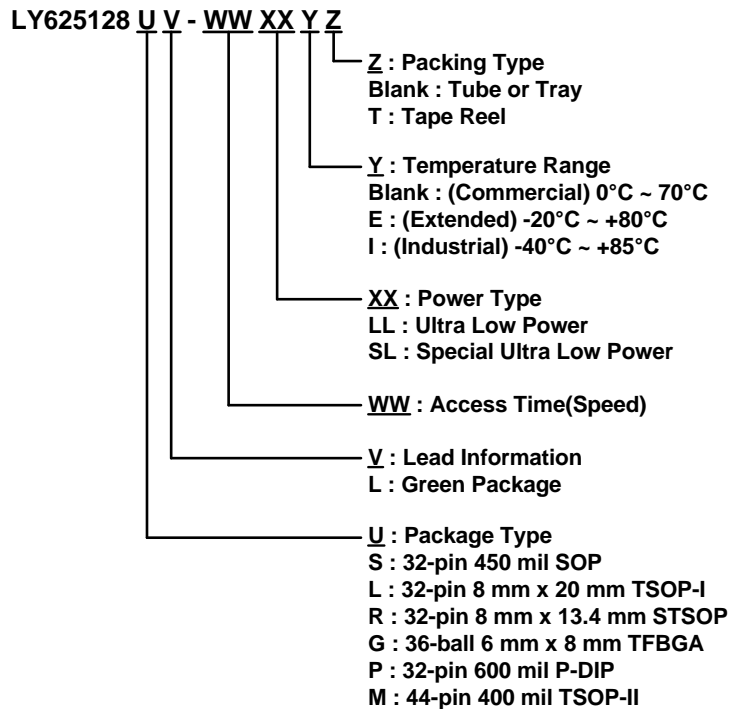 LY625128 U V - WW XX Y Z
Z : Packing Type
Blank : Tube or Tray
T : Tape Reel
Y : Temperature Range
Blank : (Commercial) 0°C ~ 70°C
E : (Extended) -20°C ~ +80°C
I : (Industrial) -40°C ~ +85°C
XX : Power Type
LL : Ultra Low Power
SL : Special Ultra Low Power
WW : Access Time(Speed)
V : Lead Information
L : Green Package
U : Package Type
S : 32-pin 450 mil SOP
L : 32-pin 8 mm x 20 mm TSOP-I
R : 32-pin 8 mm x 13.4 mm STSOP
G : 36-ball 6 mm x 8 mm TFBGA
P : 32-pin 600 mil P-DIP
M : 44-pin 400 mil TSOP-II